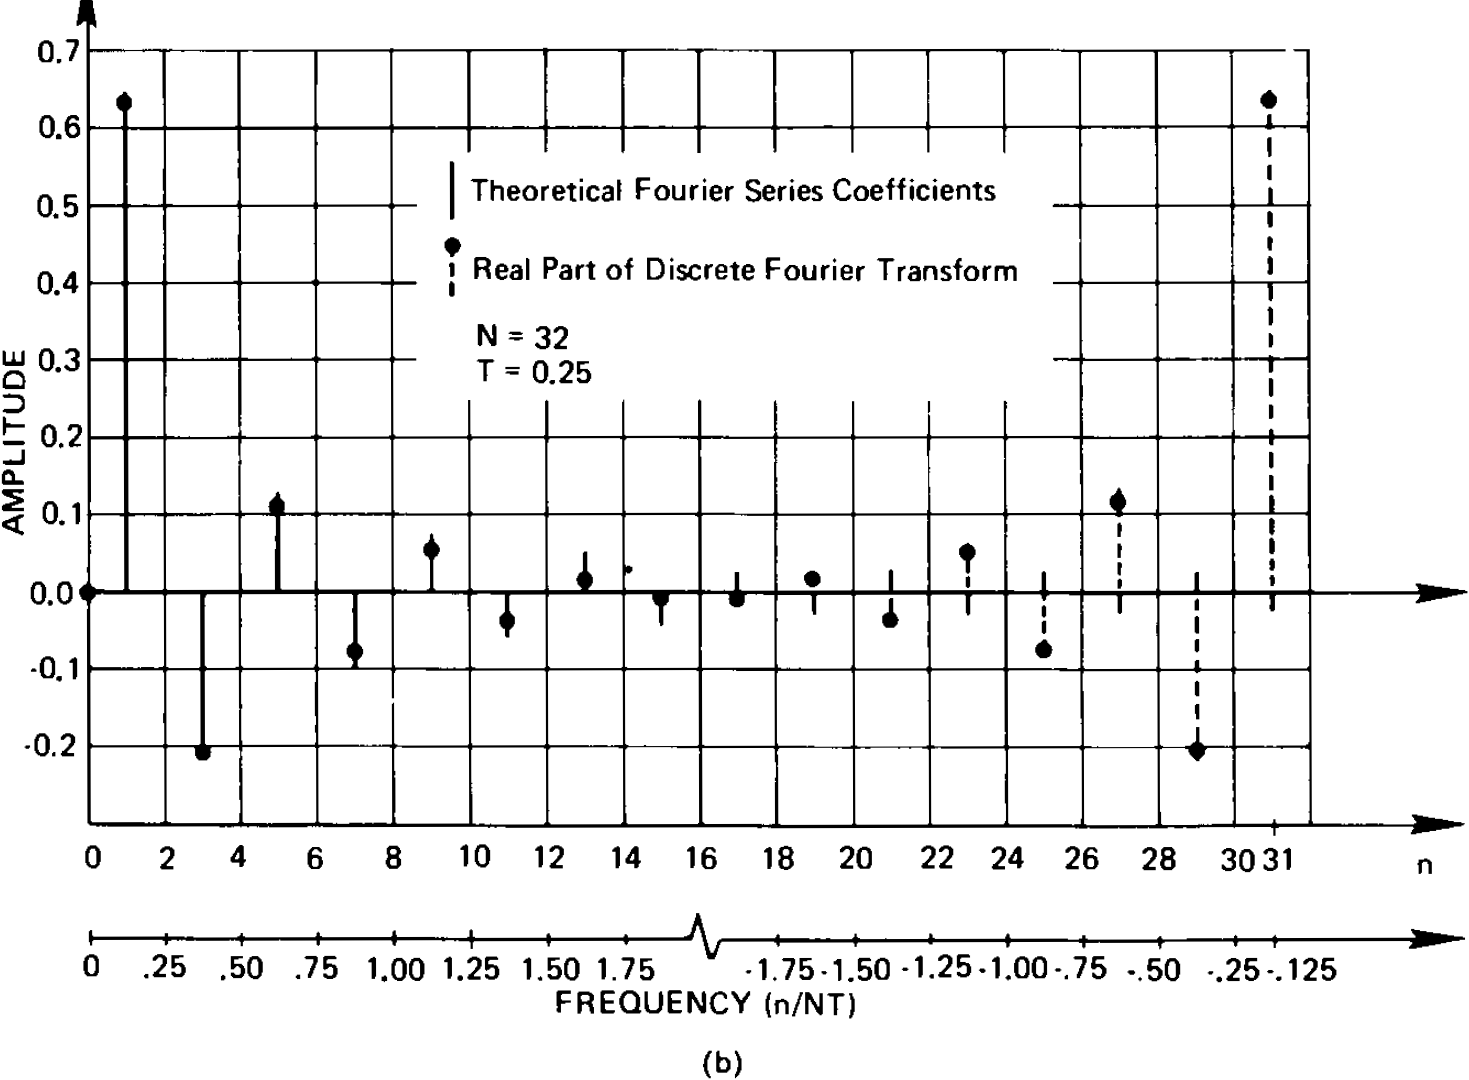 0.7
0.6
0.5
0.4
0.3
0.2
0.1
0.0
-0.1
-0.2
AMPLITUDE
Theoretical Fourier Series Coefficients
Real Part of Discrete Fourier Transform
N = 32
T = 0.25
0 2 4 6 8 10 12 14 16 18 20 22 24 26 28 30 31 n
0 .25 .50 .75 1.00 1.25 1.50 1.75 -1.75 -1.50 -1.25 -1.00 -.75 -.50 -.25 -.125
FREQUENCY (n/NT)
(b)